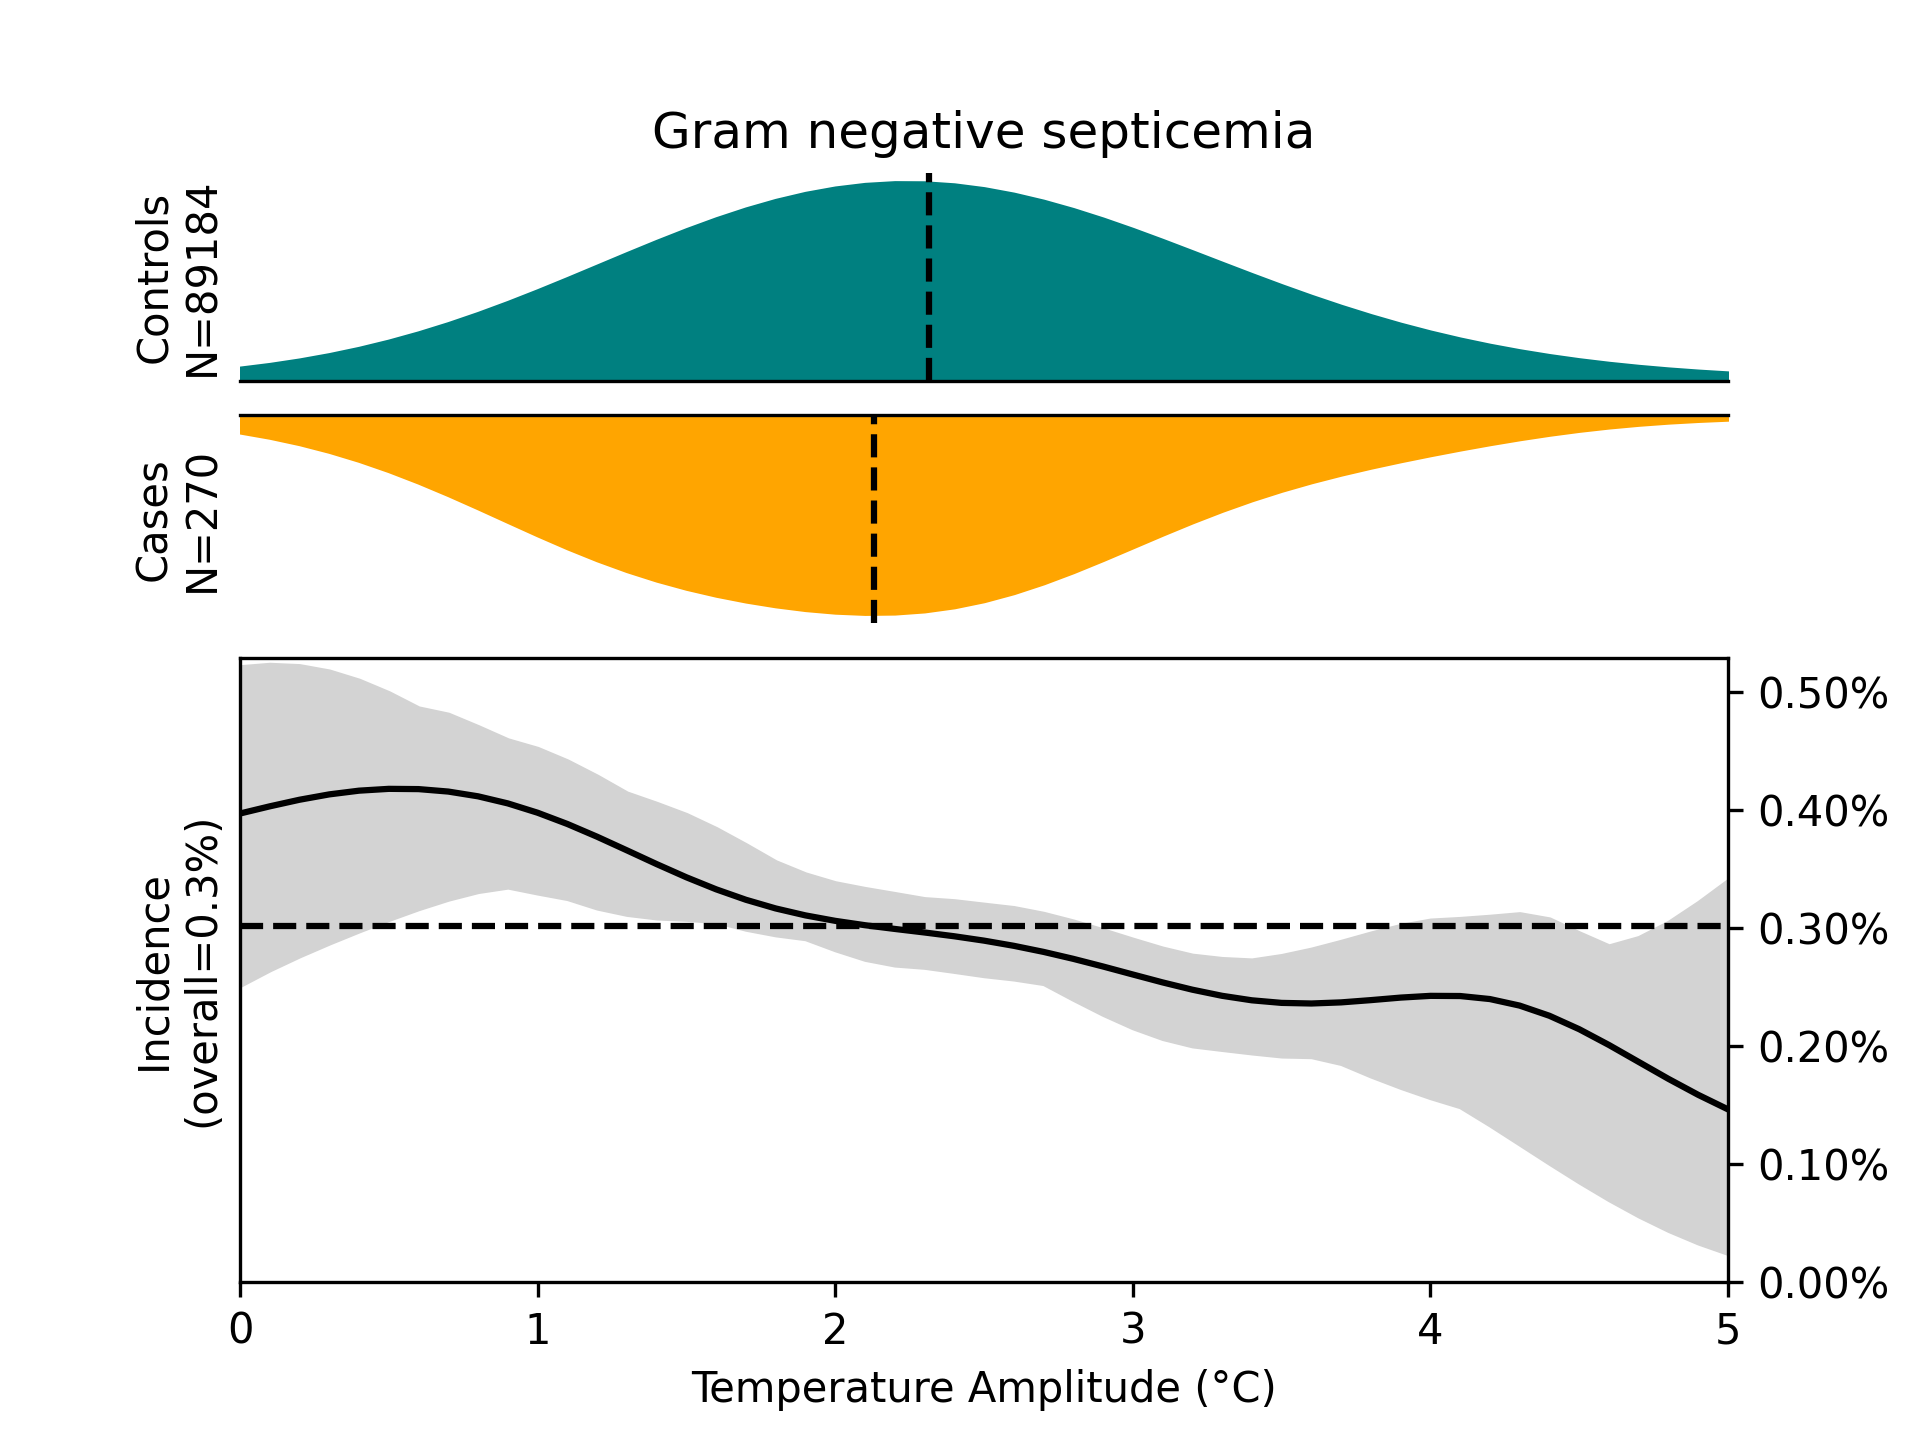 Gram negative septicemia
Controls
N=89184
Cases
N=270
Incidence
(overall=0.3%)
0.50%
0.40%
0.30%
0.20%
0.10%
0.00%
0 1 2 3 4 5
Temperature Amplitude (°C)